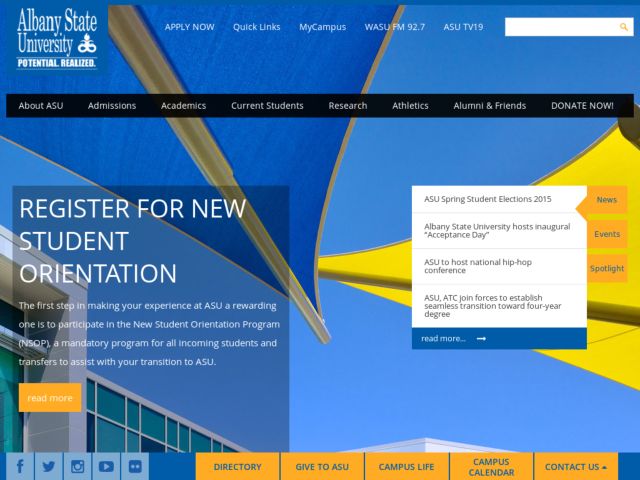 Albany State
University
POTENTIAL. REALIZED.
APPLY NOW
Quick Links
MyCampus
WASU FM 92.7
ASU TV19
About ASU
Admissions
Academics
Current Students
Research
Athletics
Alumni & Friends
DONATE NOW!
REGISTER FOR NEW
STUDENT
ORIENTATION
The first step in making your experience at ASU a rewarding
one is to participate in the New Student Orientation Program
(NSOP), a mandatory program for all incoming students and
transfers to assist with your transition to ASU.
read more
ASU Spring Student Elections 2015
Albany State University hosts inaugural
“Acceptance Day”
ASU to host national hip-hop
conference
ASU, ATC join forces to establish
seamless transition toward four-year
degree
read more...
News
Events
Spotlight
DIRECTORY
GIVE TO ASU
CAMPUS LIFE
CAMPUS
CALENDAR
CONTACT US